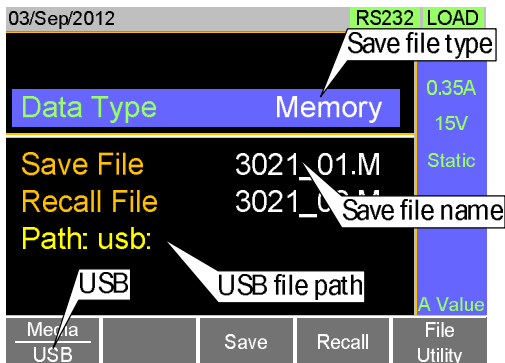 03/Sep/2012 RS232 LOAD
Save file type
Data Type Memory
0.35A
15V
Save File 3021_01.M
Static
Recall File
Save file name
Path: usb:
USB
USB file path
A Value
Media Save Recall File
USB Utility